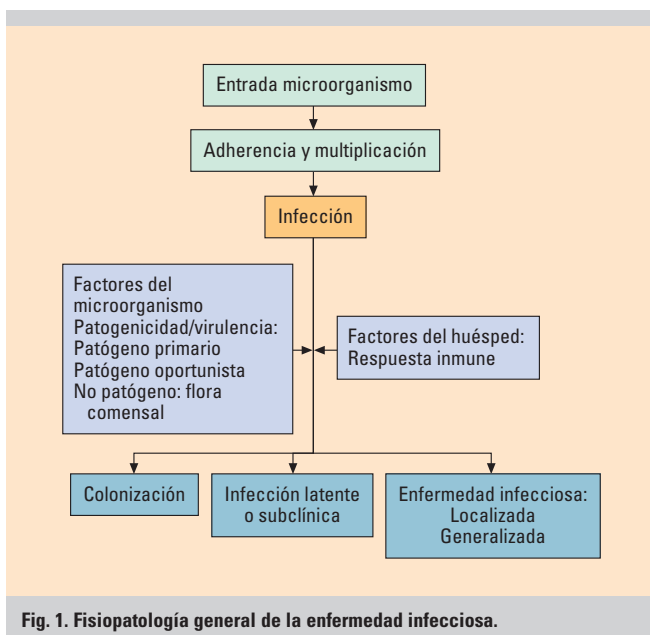 Entrada microorganismo
Adherencia y multiplicación
Infección
Factores del
microorganismo
Patogenicidad/virulencia:
Patógeno primario
Patógeno oportunista
No patógeno: flora
comensal
Factores del huésped:
Respuesta inmune
Colonización
Infección latente
o subclínica
Enfermedad infecciosa:
Localizada
Generalizada
Fig. 1. Fisiopatología general de la enfermedad infecciosa.